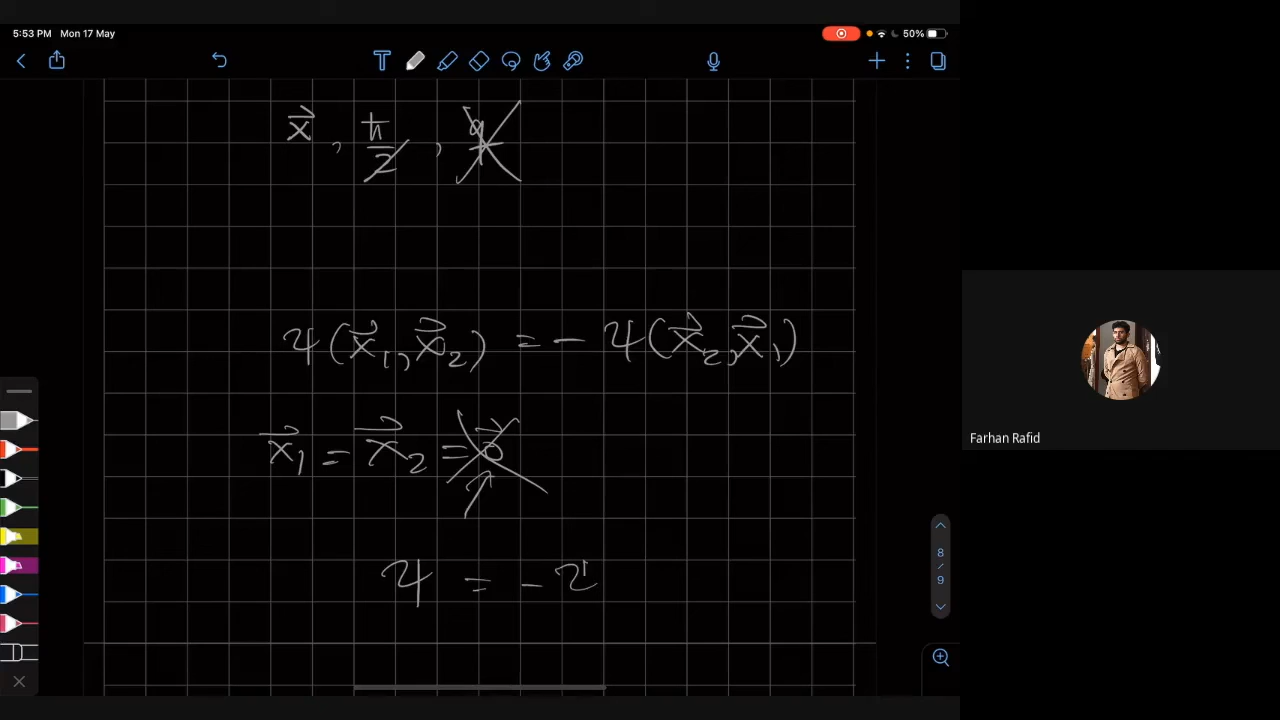 5:53 PM Mon 17 May 50%
T
x⃗ , ħ/2 , q
ψ(x⃗₁, x⃗₂) = − ψ(x⃗₂, x⃗₁)
x⃗₁ = x⃗₂ = 0⃗
ψ = − ψ
Farhan Rafid
8/9